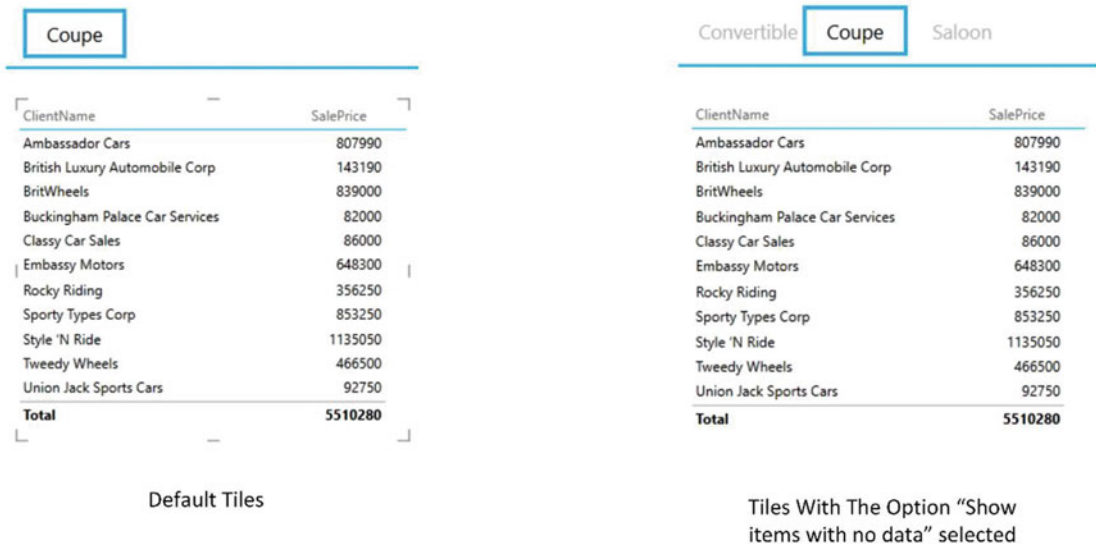 Coupe
ClientName SalePrice
Ambassador Cars 807990
British Luxury Automobile Corp 143190
BritWheels 839000
Buckingham Palace Car Services 82000
Classy Car Sales 86000
Embassy Motors 648300
Rocky Riding 356250
Sporty Types Corp 853250
Style 'N Ride 1135050
Tweedy Wheels 466500
Union Jack Sports Cars 92750
Total 5510280
Default Tiles
Convertible Coupe Saloon
ClientName SalePrice
Ambassador Cars 807990
British Luxury Automobile Corp 143190
BritWheels 839000
Buckingham Palace Car Services 82000
Classy Car Sales 86000
Embassy Motors 648300
Rocky Riding 356250
Sporty Types Corp 853250
Style 'N Ride 1135050
Tweedy Wheels 466500
Union Jack Sports Cars 92750
Total 5510280
Tiles With The Option “Show
items with no data” selected